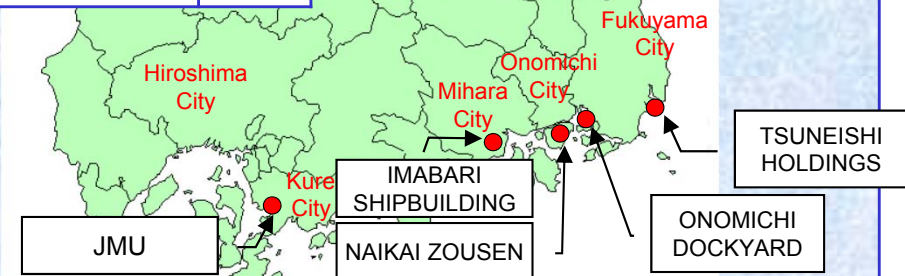 Fukuyama
City
Hiroshima
City
Onomichi
City
Mihara
City
TSUNEISHI
HOLDINGS
Kure
City
IMABARI
SHIPBUILDING
ONOMICHI
DOCKYARD
JMU
NAIKAI ZOUSEN